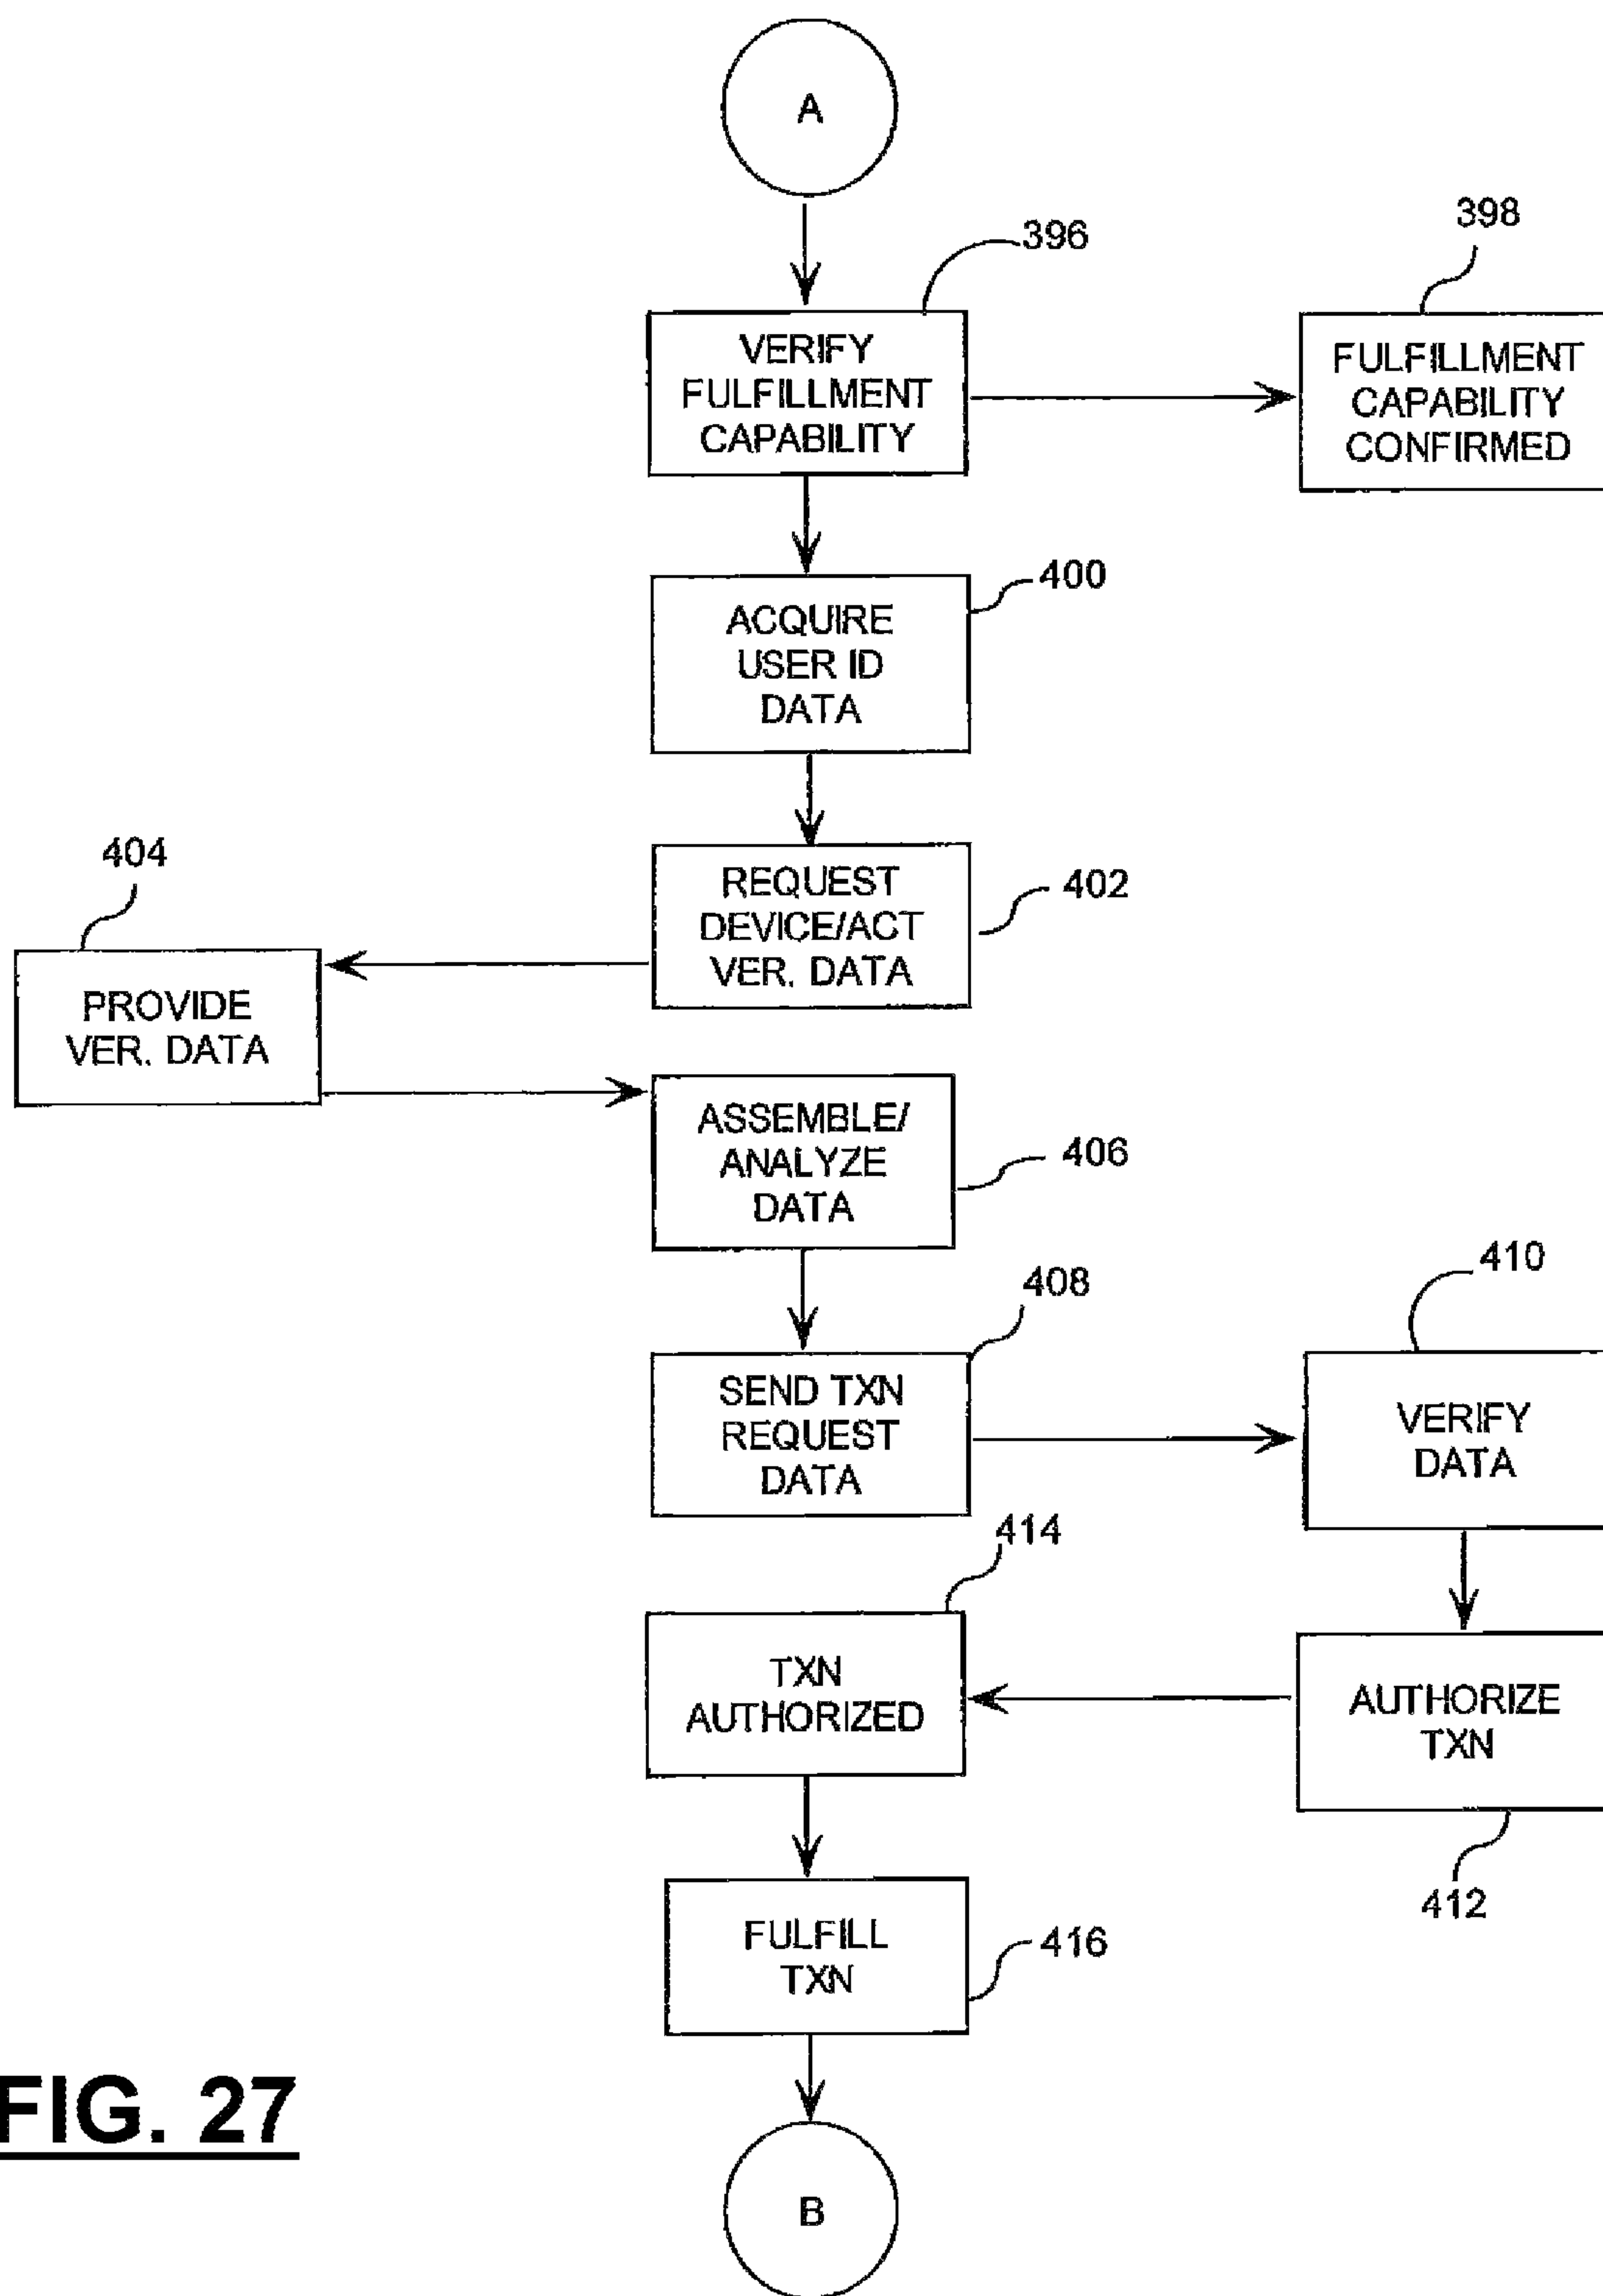 A
396
398
VERIFY
FULFILLMENT
CAPABILITY
FULFILLMENT
CAPABILITY
CONFIRMED
400
ACQUIRE
USER ID
DATA
404
402
REQUEST
DEVICE/ACT
VER. DATA
PROVIDE
VER. DATA
ASSEMBLE/
ANALYZE
DATA
406
408
410
SEND TXN
REQUEST
DATA
VERIFY
DATA
414
TXN
AUTHORIZED
AUTHORIZE
TXN
412
FULFILL
TXN
416
FIG. 27
B